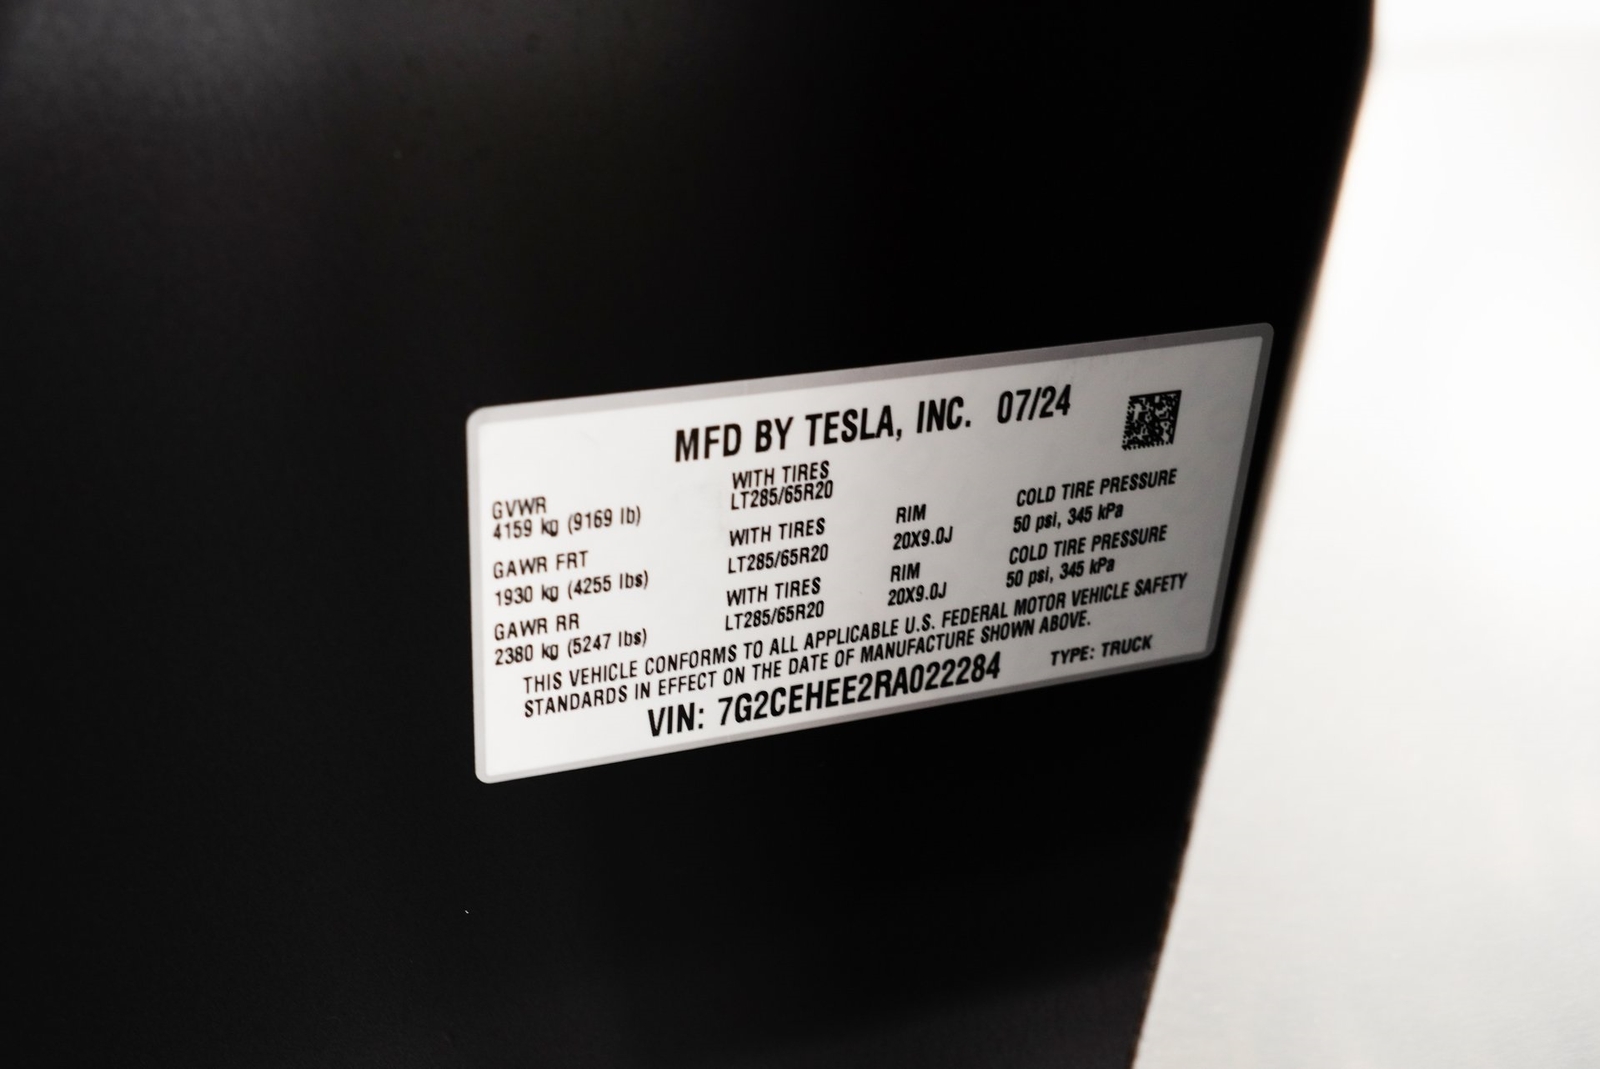 MFD BY TESLA, INC. 07/24
GVWR
4159 kg (9169 lb)
WITH TIRES
LT285/65R20
GAWR FRT
1930 kg (4255 lbs)
WITH TIRES
LT285/65R20
RIM
20X9.0J
COLD TIRE PRESSURE
50 psi, 345 kPa
GAWR RR
2380 kg (5247 lbs)
WITH TIRES
LT285/65R20
RIM
20X9.0J
COLD TIRE PRESSURE
50 psi, 345 kPa
THIS VEHICLE CONFORMS TO ALL APPLICABLE U.S. FEDERAL MOTOR VEHICLE SAFETY
STANDARDS IN EFFECT ON THE DATE OF MANUFACTURE SHOWN ABOVE.
VIN: 7G2CEHEE2RA022284
TYPE: TRUCK